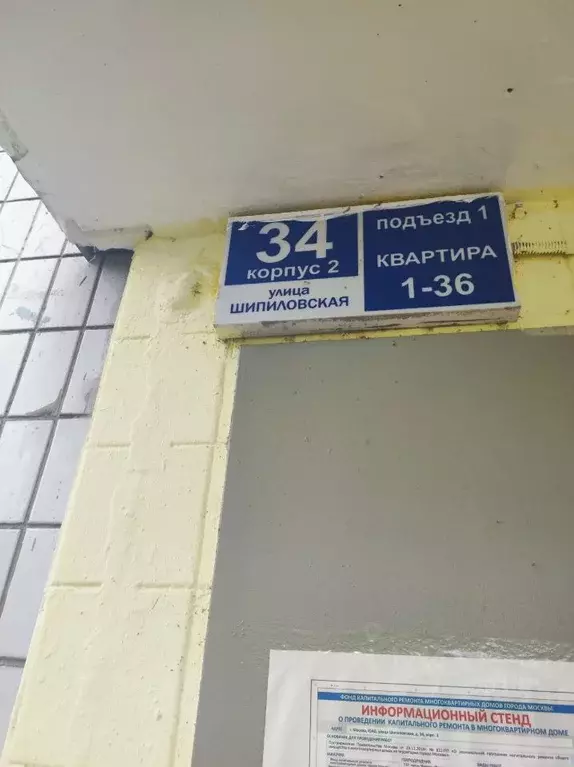 34
корпус 2
улица
ШИПИЛОВСКАЯ
подъезд 1
КВАРТИРА
1-36
ФОНД КАПИТАЛЬНОГО РЕМОНТА МНОГОКВАРТИРНЫХ ДОМОВ ГОРОДА МОСКВЫ
ИНФОРМАЦИОННЫЙ СТЕНД
О ПРОВЕДЕНИИ КАПИТАЛЬНОГО РЕМОНТА В МНОГОКВАРТИРНОМ ДОМЕ